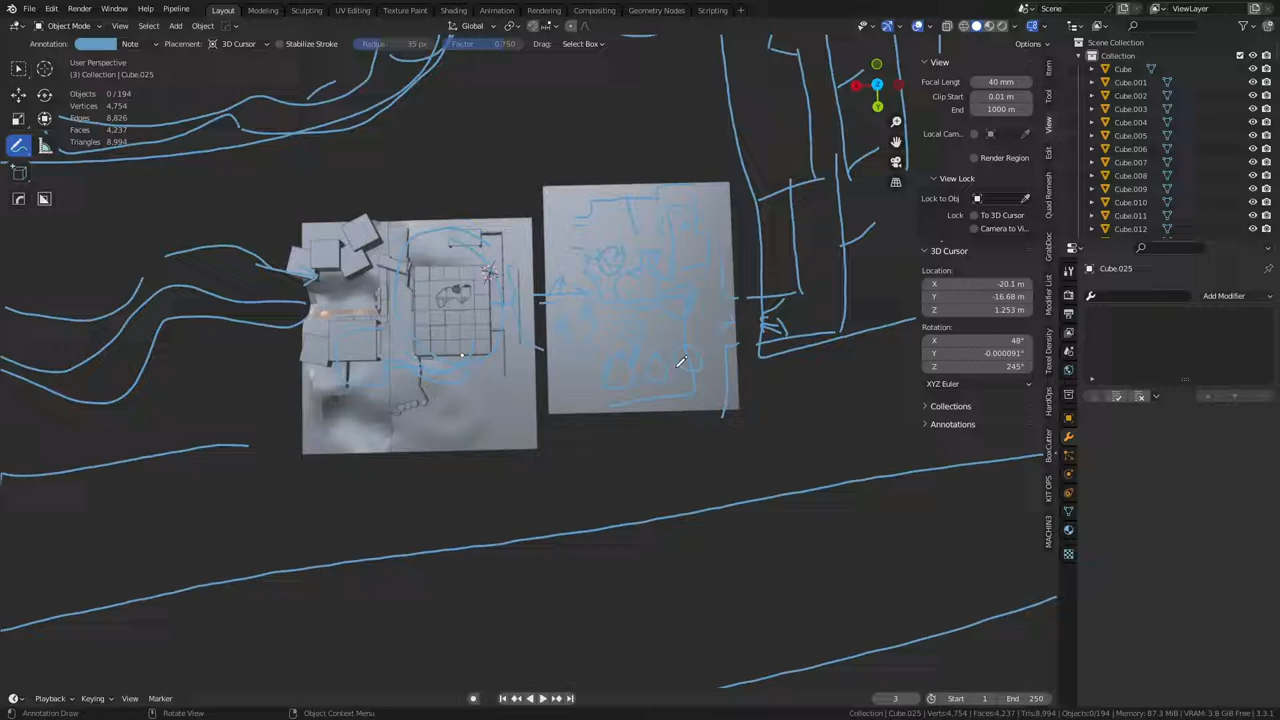 File Edit Render Window Help Pipeline Layout Modeling Sculpting UV Editing Texture Paint Shading Animation Rendering Compositing Geometry Nodes Scripting Scene ViewLayer
Object Mode View Select Add Object Global
Annotation: Note Placement: 3D Cursor Stabilize Stroke Radius 35 px Factor 0.750 Drag: Select Box
Options
User Perspective
(3) Collection | Cube.025
Objects 0/194
Vertices 4,754
Edges 8,826
Faces 4,237
Triangles 8,994
View
Focal Lengt 40 mm
Clip Start 0.01 m
End 1000 m
Local Cam...
Render Region
View Lock
Lock to Obj
Lock To 3D Cursor
Camera to Vi...
3D Cursor
Location:
X -20.1 m
Y -16.68 m
Z 1.253 m
Rotation:
X 48°
Y -0.000091°
Z 245°
XYZ Euler
Collections
Annotations
Item
Tool
View
Edit
Quad Remesh
GrabDoc
Modifier List
Texel Density
HardOps
BoxCutter
KIT OPS
MACHIN3
Scene Collection
Collection
Cube
Cube.001
Cube.002
Cube.003
Cube.004
Cube.005
Cube.006
Cube.007
Cube.008
Cube.009
Cube.010
Cube.011
Cube.012
Cube.025
Add Modifier
Playback Keying View Marker 3 Start 1 End 250
Annotation Draw Rotate View Object Context Menu Collection | Cube.025 | Verts:4,754 | Faces:4,237 | Tris:8,994 | Objects:0/194 | Memory: 87.3 MiB | VRAM: 3.8 GiB Free | 3.3.1